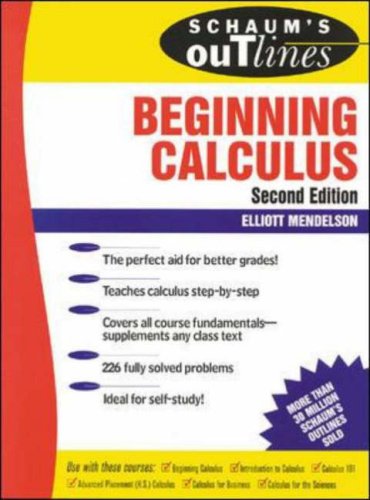 SCHAUM'S
OUTlines
BEGINNING
CALCULUS
Second Edition
ELLIOTT MENDELSON
The perfect aid for better grades!
Teaches calculus step-by-step
Covers all course fundamentals—
supplements any class text
226 fully solved problems
Ideal for self-study!
MORE THAN
30 MILLION
SCHAUM'S
OUTLINES
SOLD
Use with these courses: ☑ Beginning Calculus ☑ Introduction to Calculus ☑ Calculus 101
☑ Advanced Placement (H.S.) Calculus ☑ Calculus for Business ☑ Calculus for the Sciences